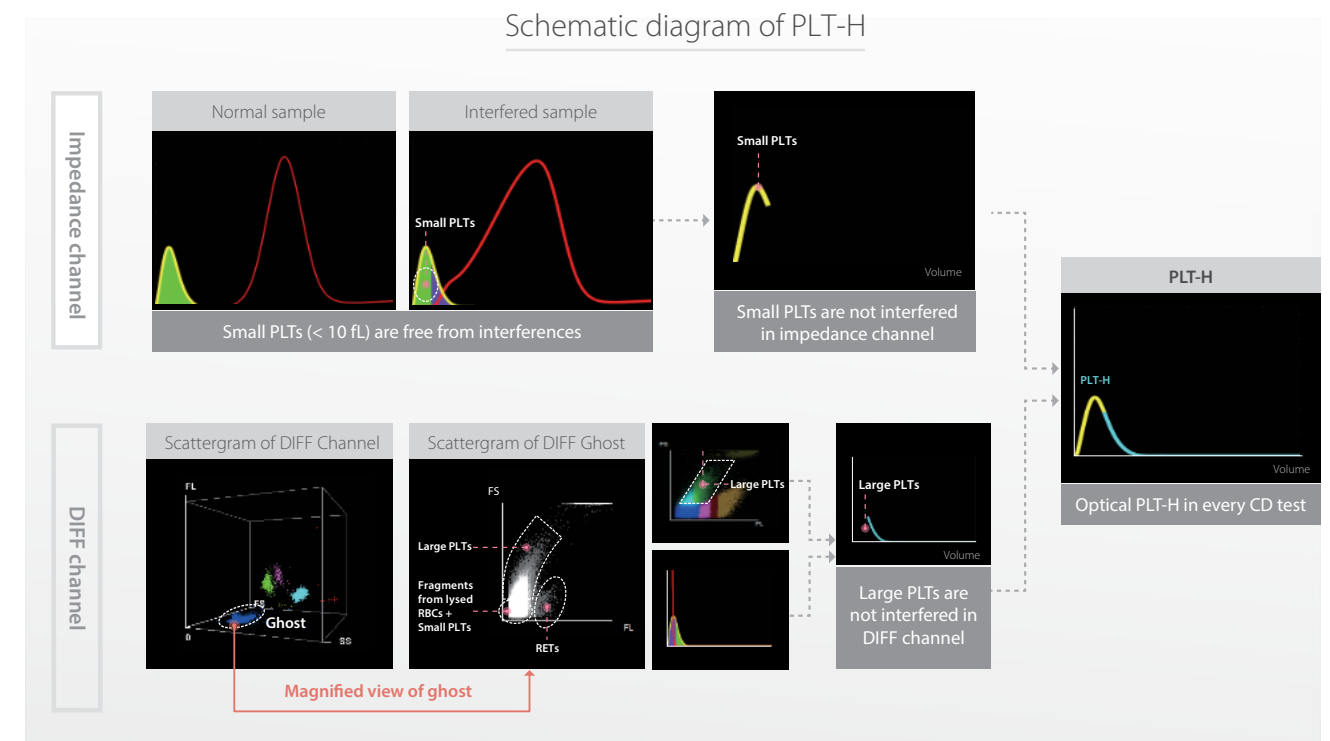 Schematic diagram of PLT-H
Impedance channel
Normal sample
Interfered sample
Small PLTs
Small PLTs (< 10 fL) are free from interferences
Small PLTs
Volume
Small PLTs are not interfered
in impedance channel
PLT-H
PLT-H
Volume
Optical PLT-H in every CD test
DIFF channel
Scattergram of DIFF Channel
FL
FS
Ghost
0
SS
Scattergram of DIFF Ghost
FS
Large PLTs
Fragments
from lysed
RBCs +
Small PLTs
RETs
FL
FS
Large PLTs
FL
Large PLTs
Volume
Large PLTs are
not interfered in
DIFF channel
Magnified view of ghost